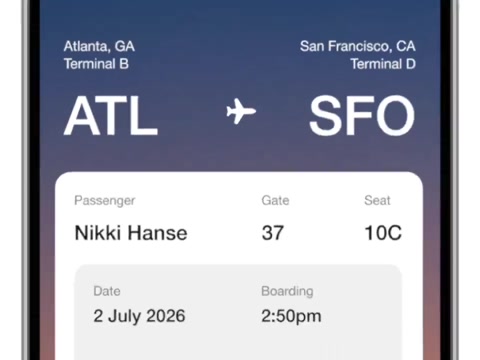 Atlanta, GA
Terminal B
San Francisco, CA
Terminal D
ATL
SFO
Passenger
Gate
Seat
Nikki Hanse
37
10C
Date
Boarding
2 July 2026
2:50pm